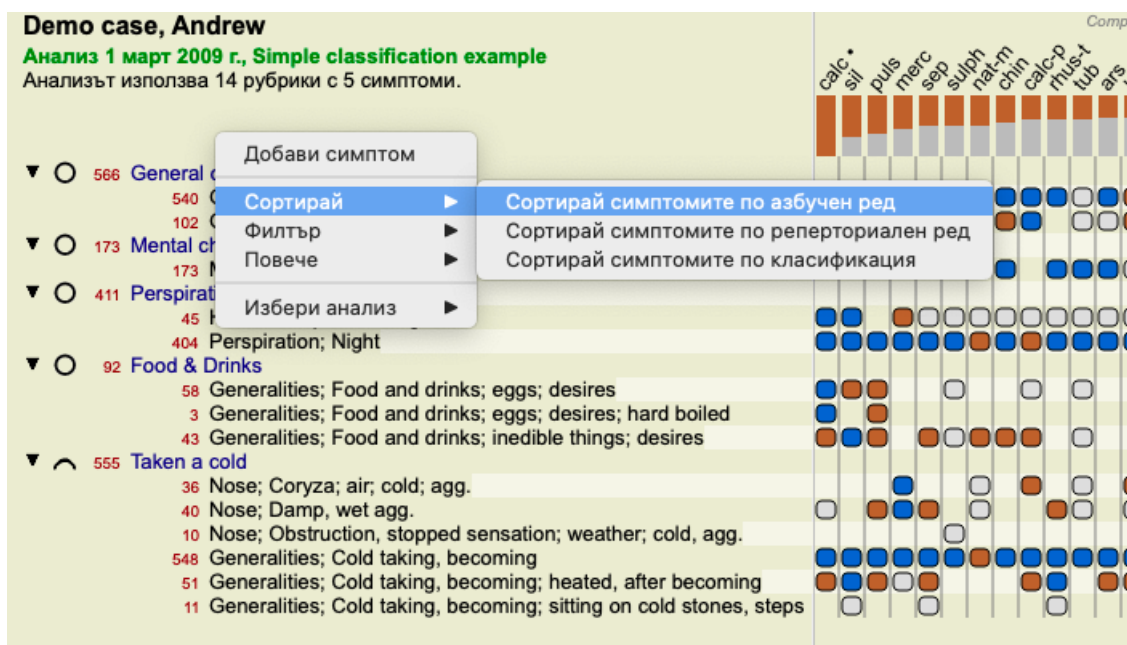 Demo case, Andrew
Comp
Анализ 1 март 2009 г., Simple classification example
Анализът използва 14 рубрики с 5 симптоми.
calc • sil puls merc sep sulph nat-m chin calc-p rhus-t tub ars
Добави симптом
566 General
Сортирай
Сортирай симптомите по азбучен ред
540
102
Филтър
Сортирай симптомите по реперториален ред
173 Mental
Повече
Сортирай симптомите по класификация
173
411 Perspirat
Избери анализ
45
404 Perspiration; Night
92 Food & Drinks
58 Generalities; Food and drinks; eggs; desires
3 Generalities; Food and drinks; eggs; desires; hard boiled
43 Generalities; Food and drinks; inedible things; desires
555 Taken a cold
36 Nose; Coryza; air; cold; agg.
40 Nose; Damp, wet agg.
10 Nose; Obstruction, stopped sensation; weather; cold, agg.
548 Generalities; Cold taking, becoming
51 Generalities; Cold taking, becoming; heated, after becoming
11 Generalities; Cold taking, becoming; sitting on cold stones, steps